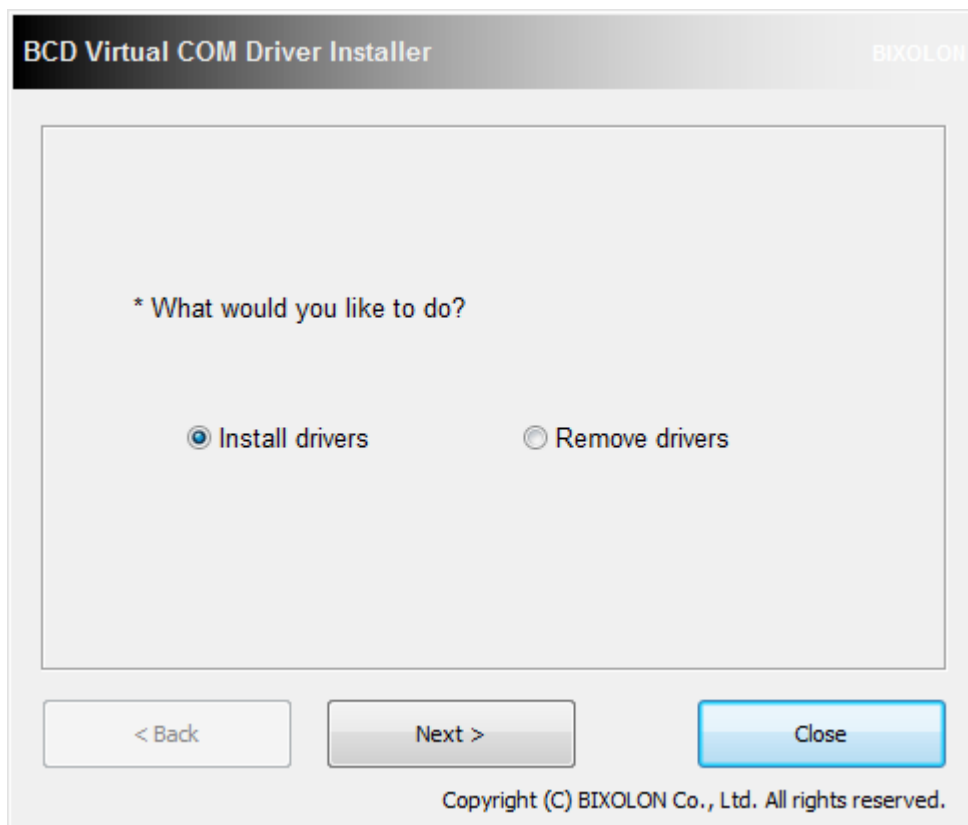 BCD Virtual COM Driver Installer BIXOLON
* What would you like to do?
Install drivers Remove drivers
< Back Next > Close
Copyright (C) BIXOLON Co., Ltd. All rights reserved.